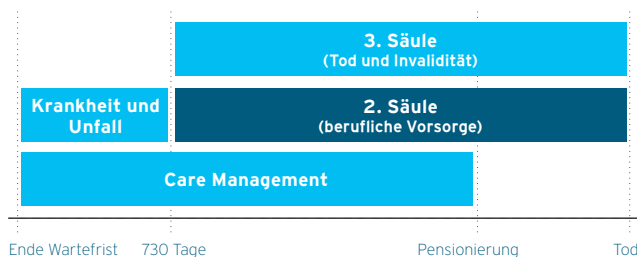 3. Säule
(Tod und Invalidität)
Krankheit und
Unfall
2. Säule
(berufliche Vorsorge)
Care Management
Ende Wartefrist
730 Tage
Pensionierung
Tod